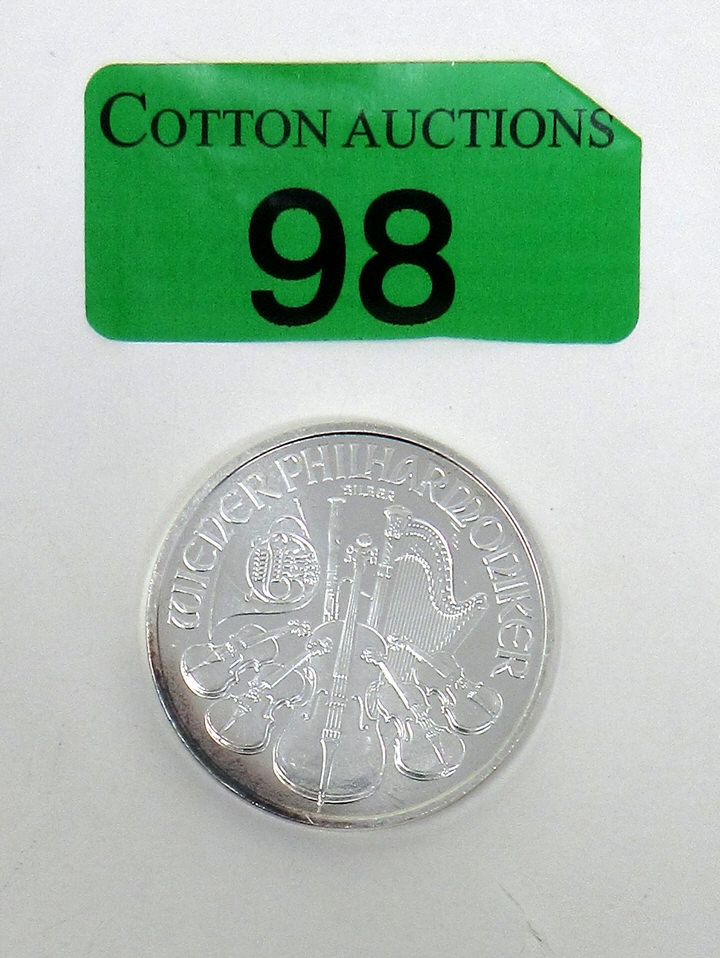 COTTON AUCTIONS
98
WIENER PHILHARMONIKER
SILBER